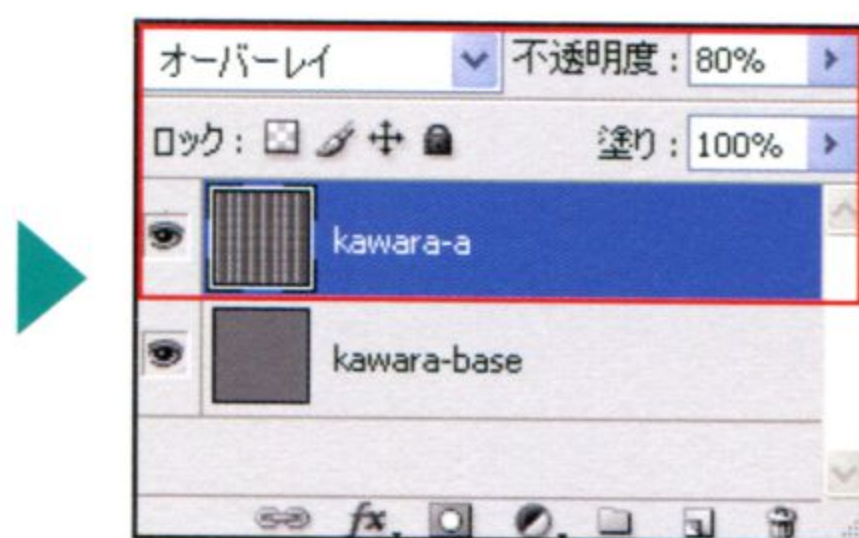 オーバーレイ 不透明度：80%
ロック： 塗り：100%
kawara-a
kawara-base
fx.